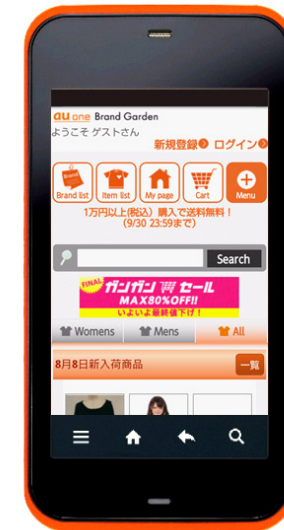 au one Brand Garden
ようこそ ゲストさん
新規登録 ログイン
Brand list Item list My page Cart Menu
1万円以上(税込) 購入で送料無料！
(9/30 23:59まで)
Search
FINAL ガンガン セール
MAX80%OFF!!
いよいよ最終値下げ！
Womens Mens All
8月8日新入荷商品 一覧